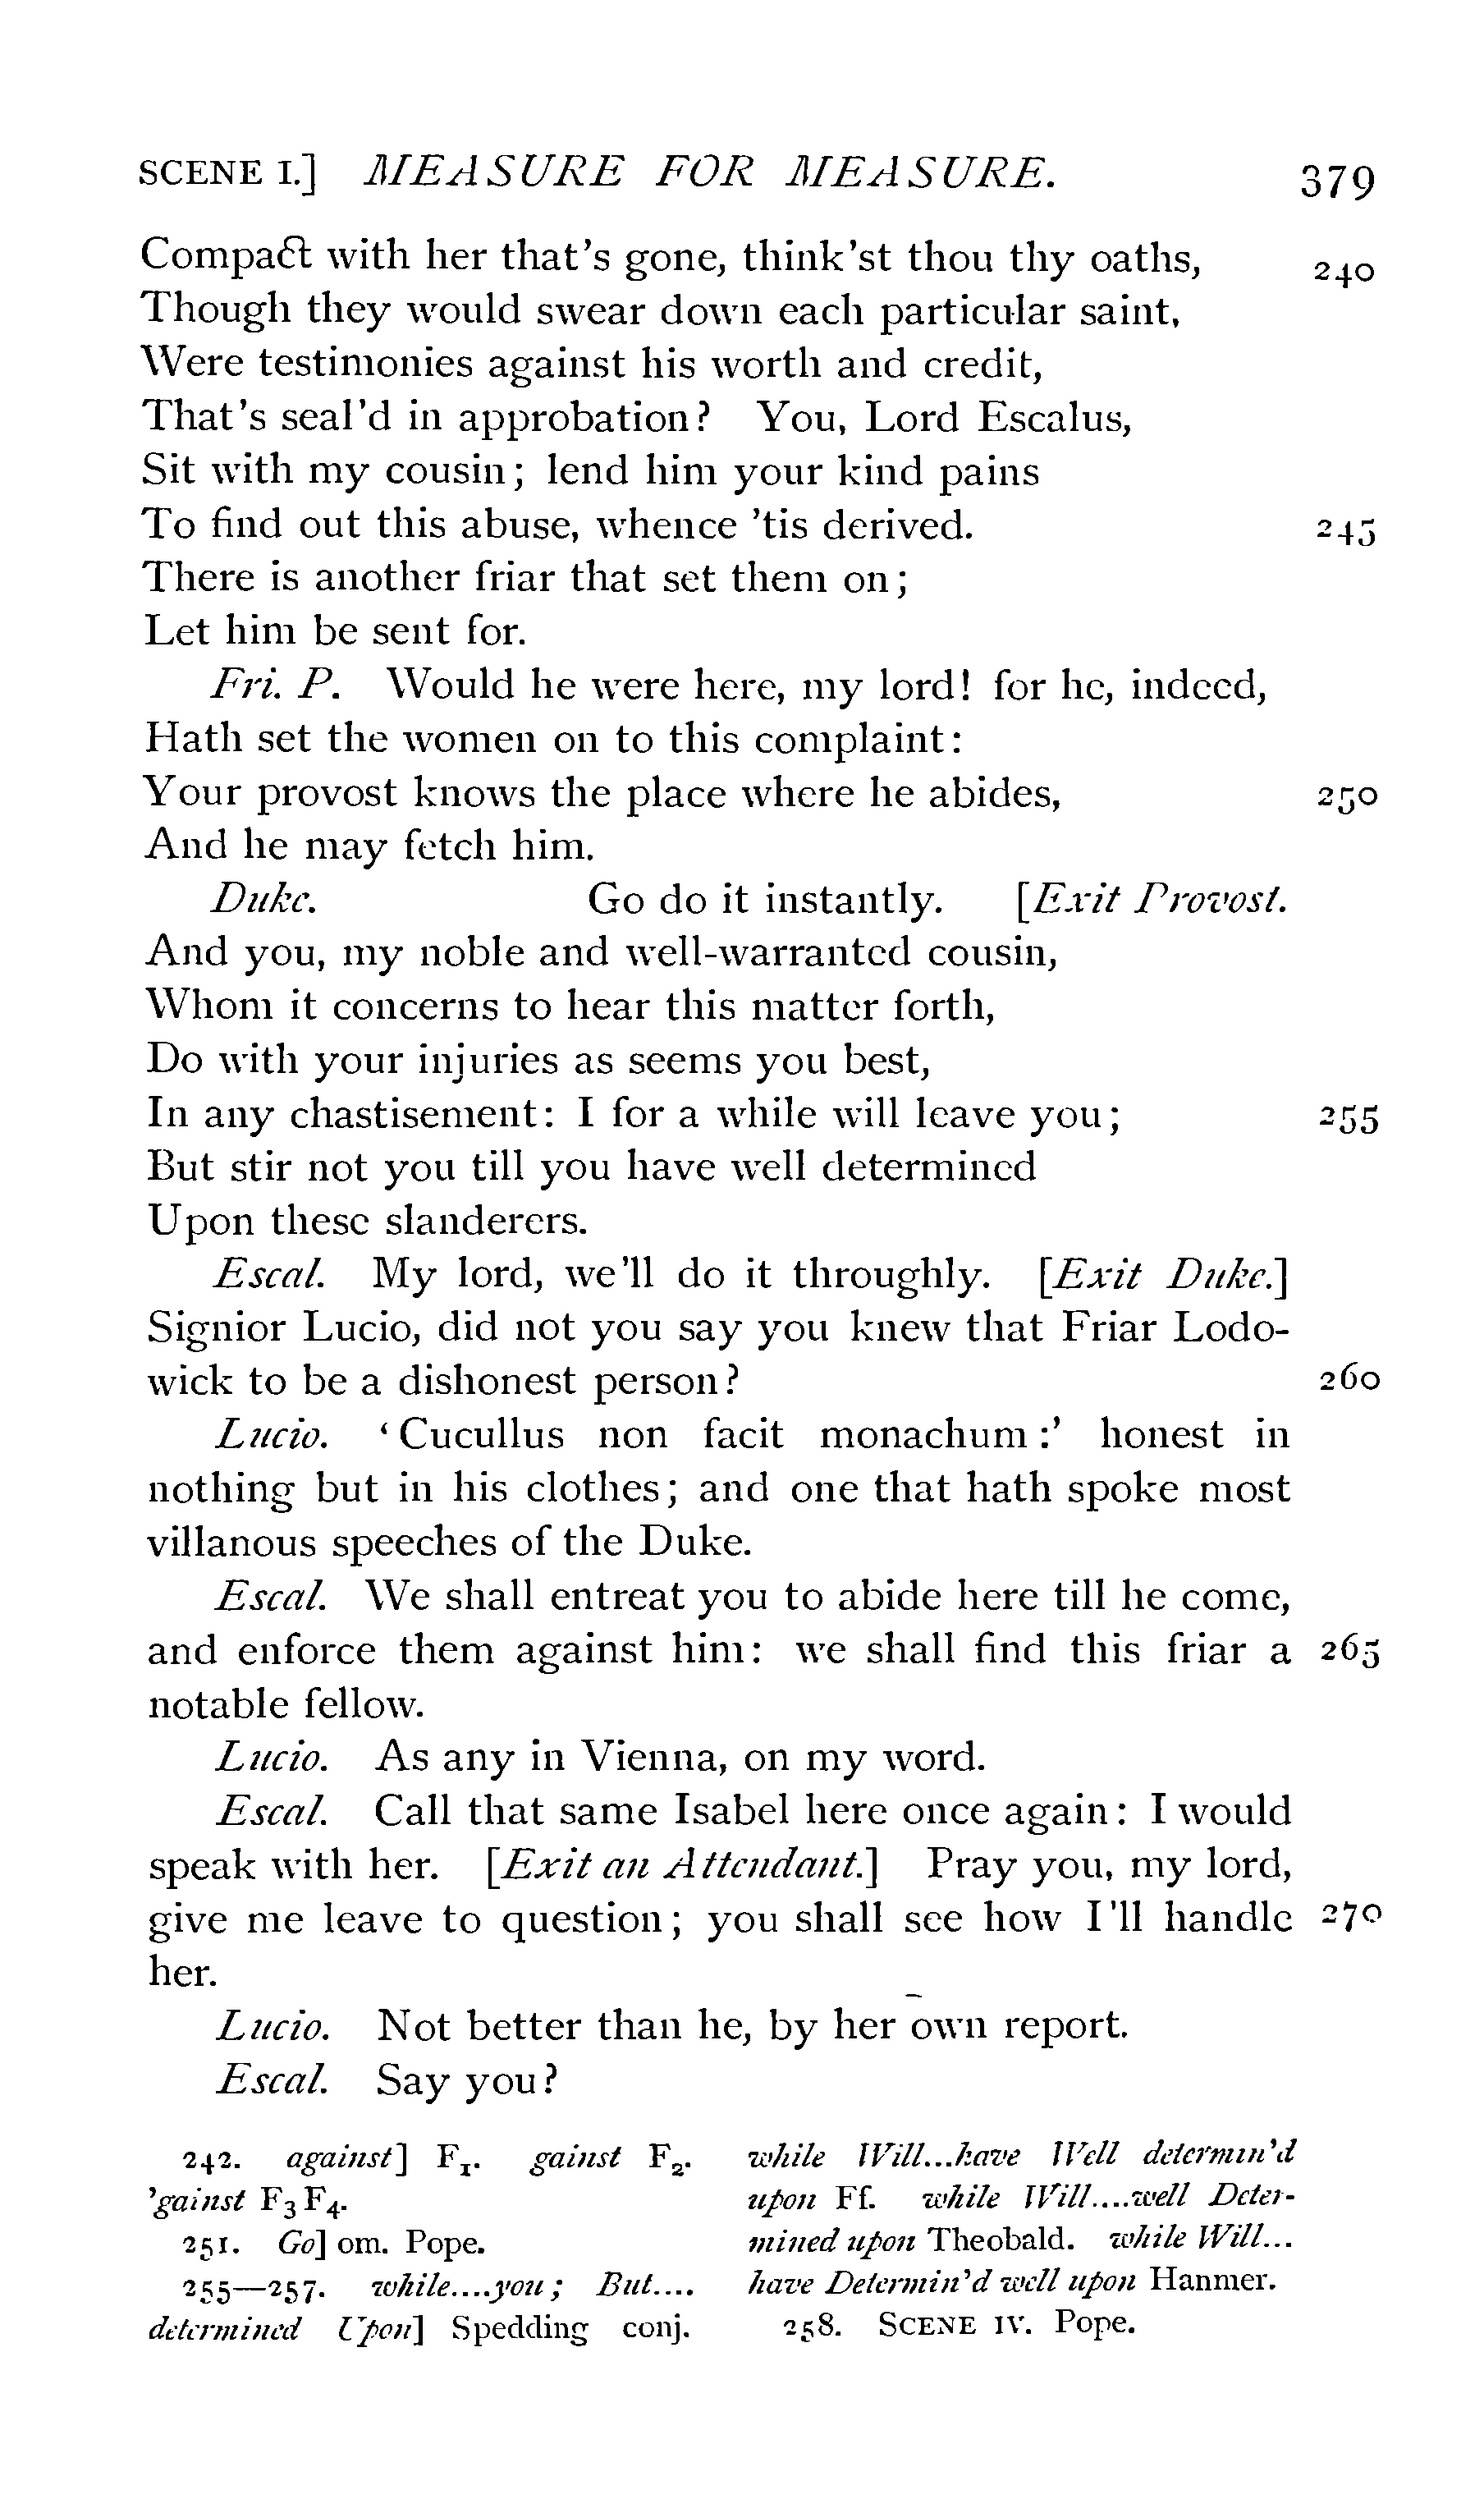 SCENE I.] MEASURE FOR MEASURE. 379
Compact with her that's gone, think'st thou thy oaths, 240
Though they would swear down each particular saint,
Were testimonies against his worth and credit,
That's seal'd in approbation? You, Lord Escalus,
Sit with my cousin; lend him your kind pains
To find out this abuse, whence 'tis derived. 245
There is another friar that set them on;
Let him be sent for.
Fri. P. Would he were here, my lord! for he, indeed,
Hath set the women on to this complaint:
Your provost knows the place where he abides, 250
And he may fetch him.
Duke. Go do it instantly. [Exit Provost.
And you, my noble and well-warranted cousin,
Whom it concerns to hear this matter forth,
Do with your injuries as seems you best,
In any chastisement: I for a while will leave you; 255
But stir not you till you have well determined
Upon these slanderers.
Escal. My lord, we'll do it throughly. [Exit Duke.]
Signior Lucio, did not you say you knew that Friar Lodo-
wick to be a dishonest person? 260
Lucio. 'Cucullus non facit monachum:' honest in
nothing but in his clothes; and one that hath spoke most
villanous speeches of the Duke.
Escal. We shall entreat you to abide here till he come,
and enforce them against him: we shall find this friar a 265
notable fellow.
Lucio. As any in Vienna, on my word.
Escal. Call that same Isabel here once again: I would
speak with her. [Exit an Attendant.] Pray you, my lord,
give me leave to question; you shall see how I'll handle 270
her.
Lucio. Not better than he, by her own report.
Escal. Say you?
242. against] F1. gainst F2.
'gainst F3 F4.
251. Go] om. Pope.
255—257. while....you; But....
determined Upon] Spedding conj.
while Will...have Well determin'd
upon Ff. while Will....well Deter-
mined upon Theobald. while Will...
have Determin'd well upon Hanmer.
258. SCENE IV. Pope.